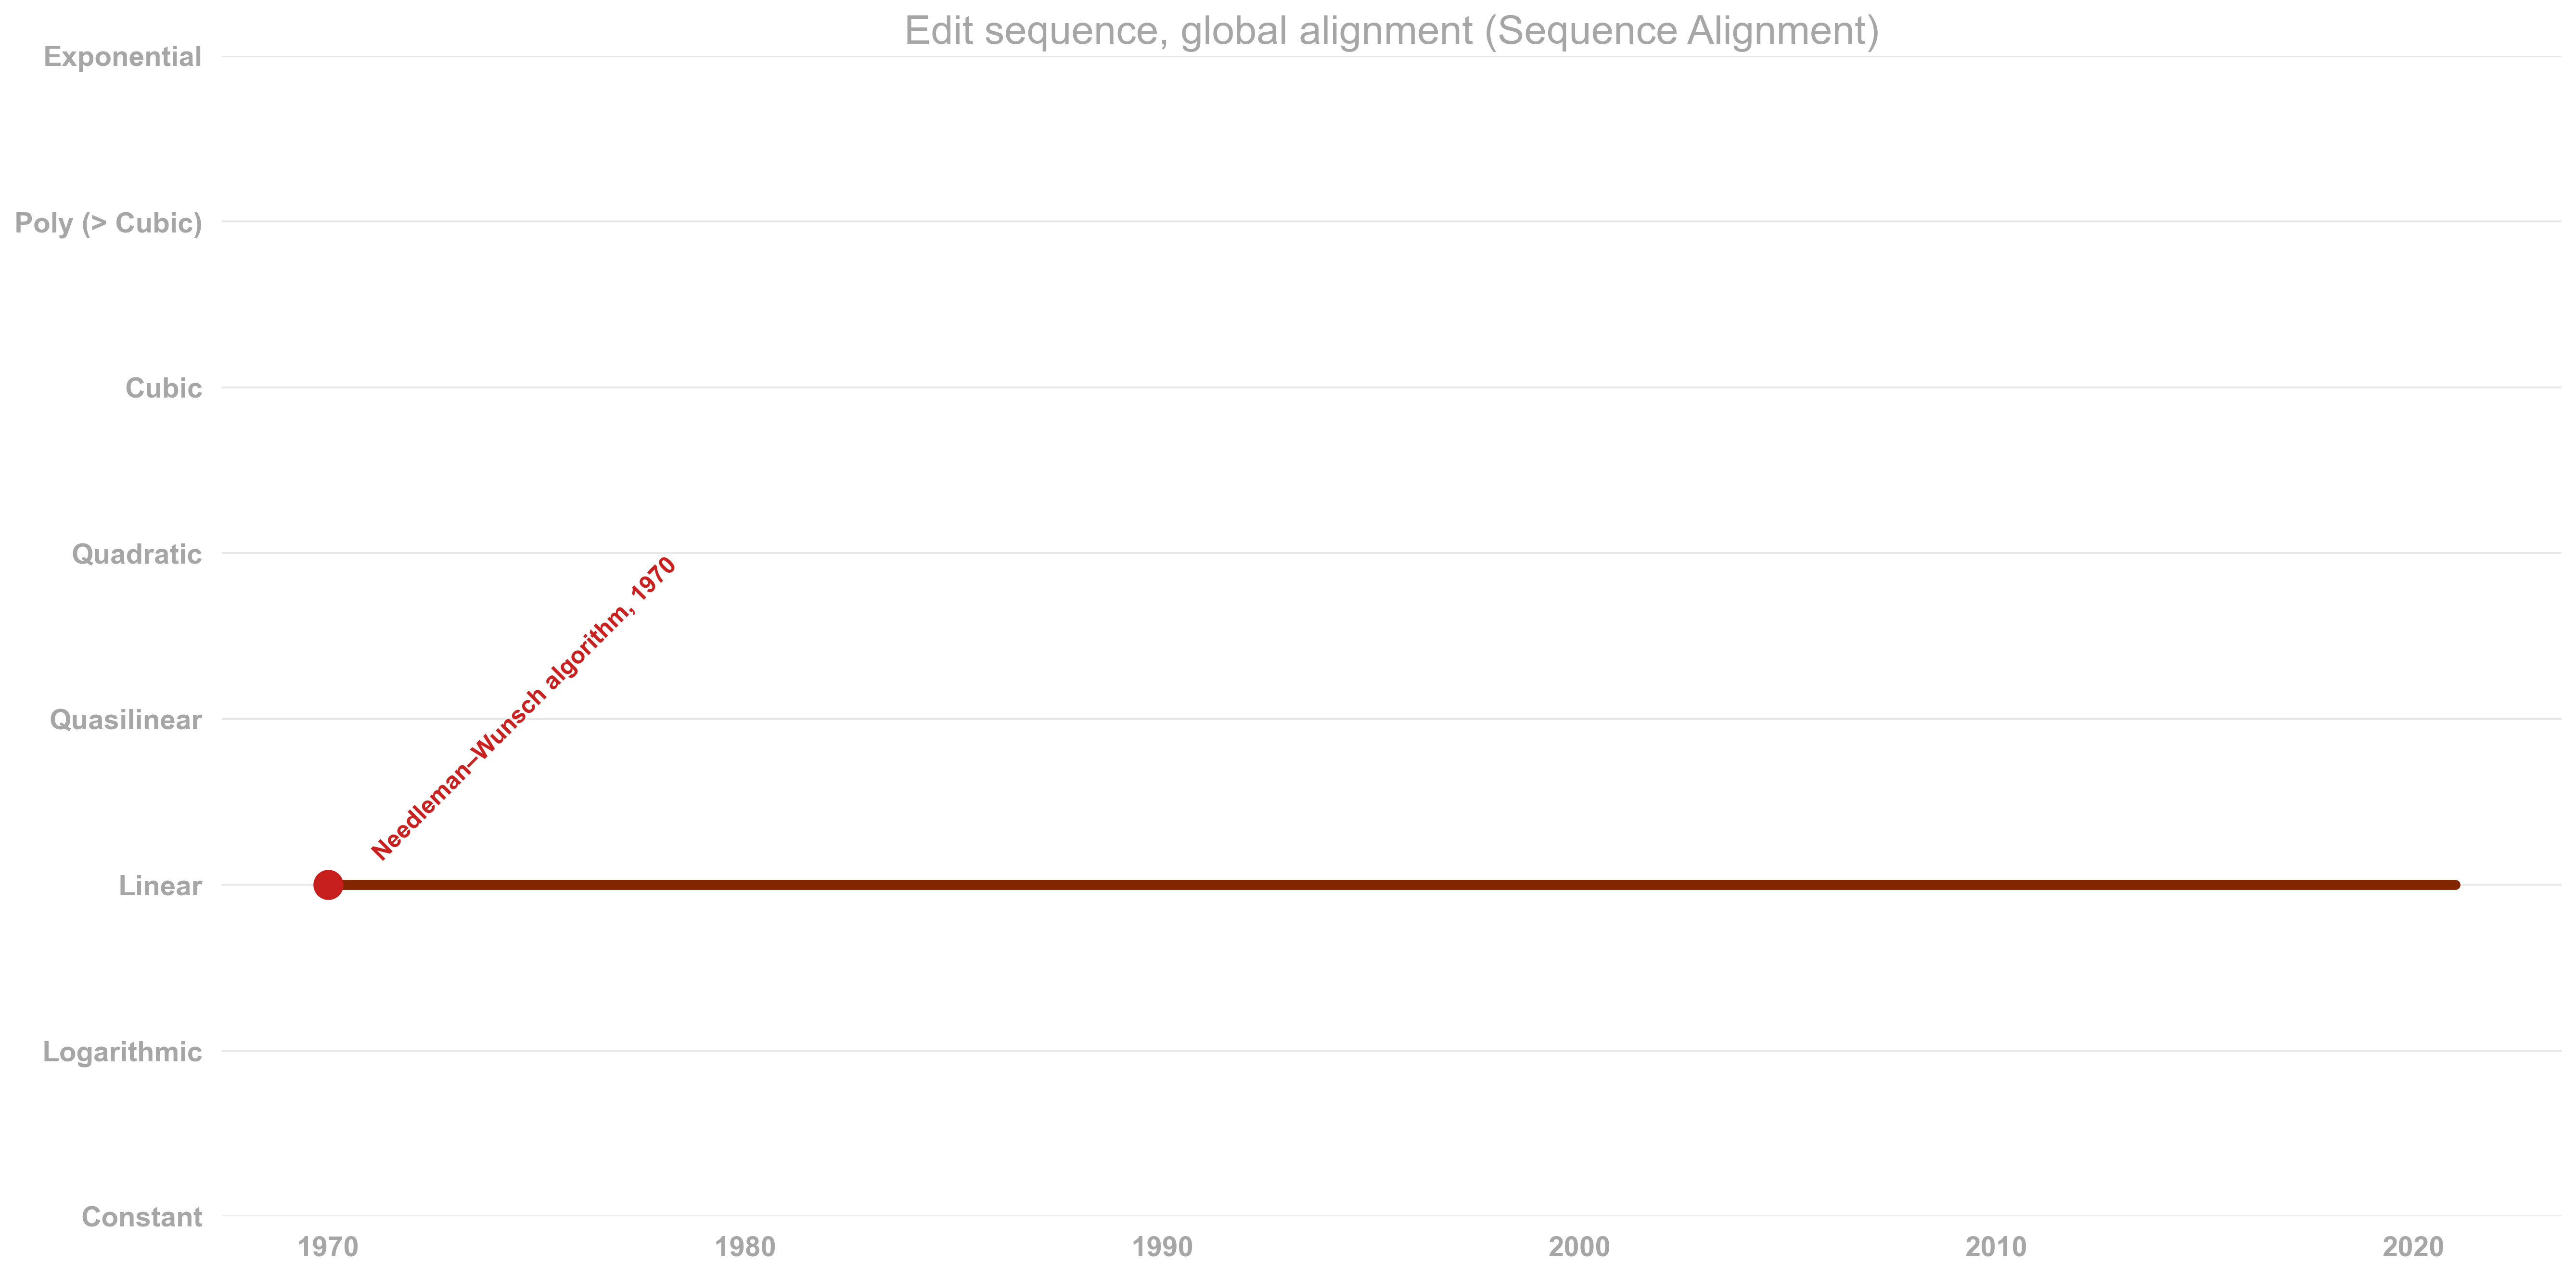 Edit sequence, global alignment (Sequence Alignment)
Exponential
Poly (> Cubic)
Cubic
Quadratic
Quasilinear
Linear
Logarithmic
Constant
Needleman–Wunsch algorithm, 1970
1970 1980 1990 2000 2010 2020